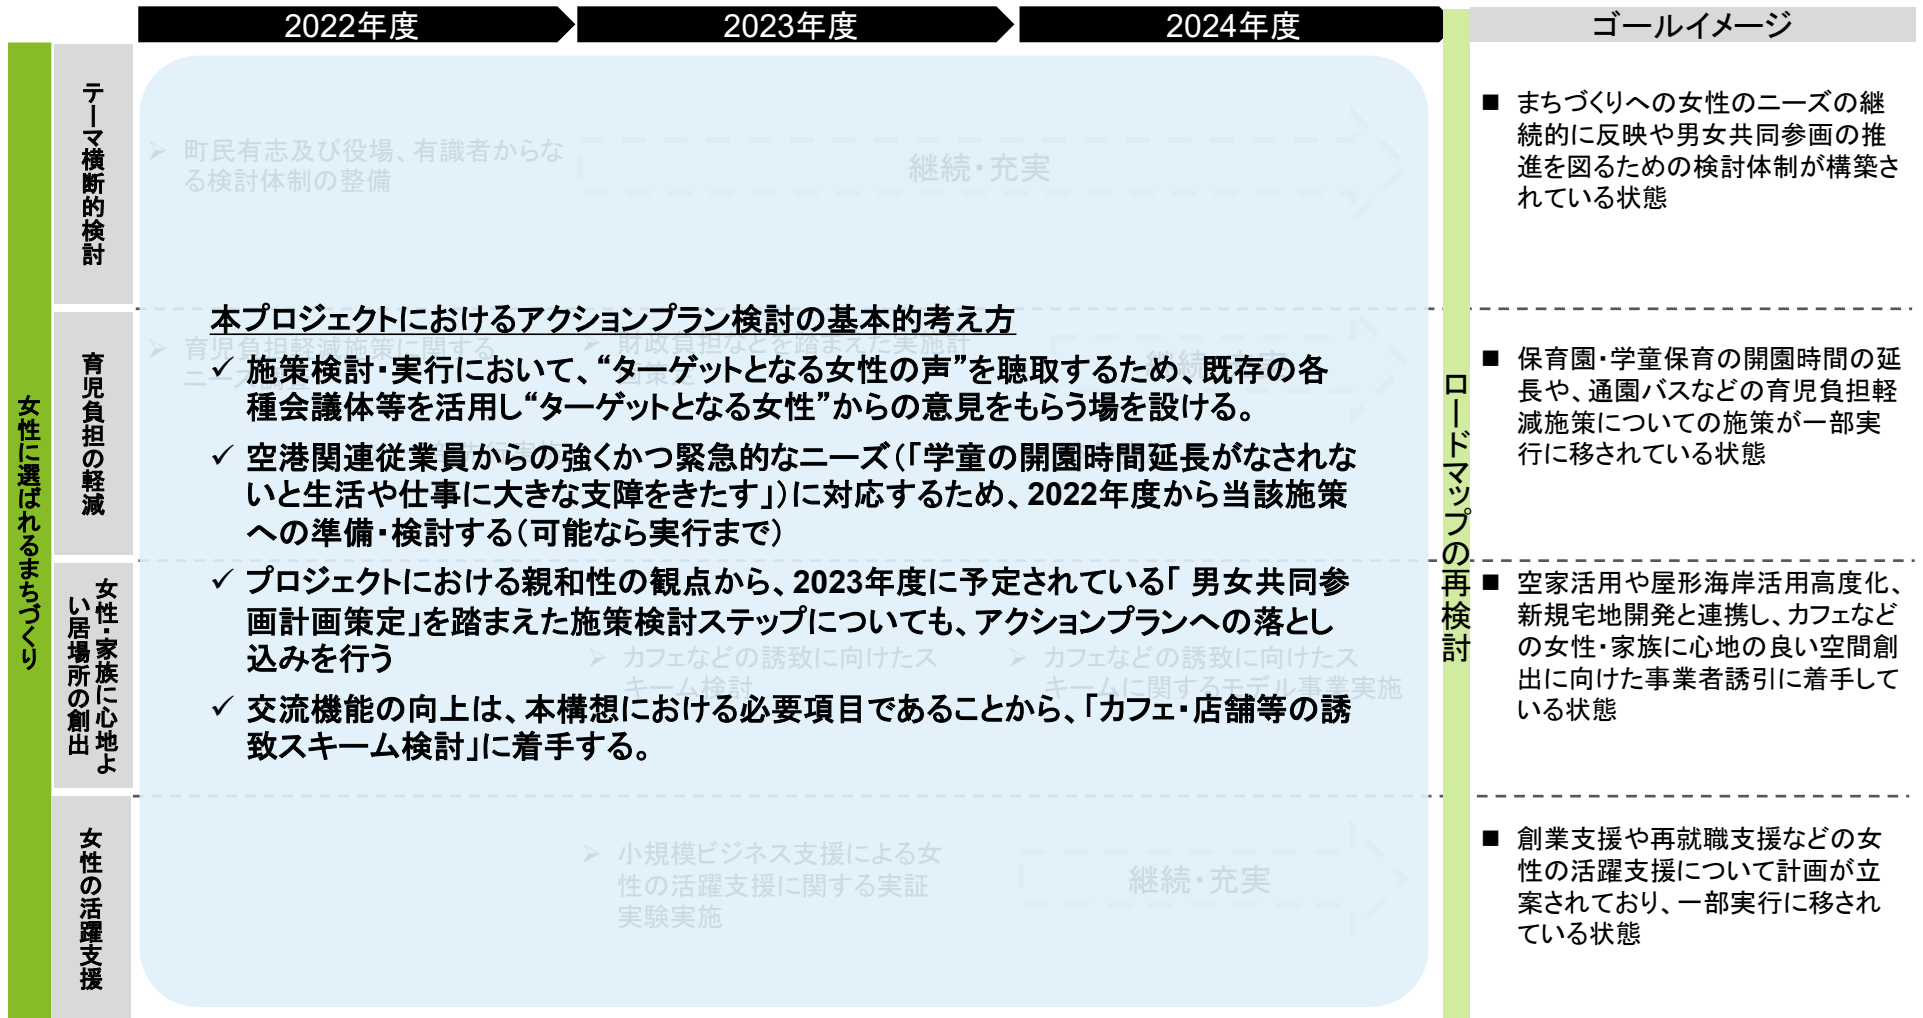 2022年度
2023年度
2024年度
ゴールイメージ
女性に選ばれるまちづくり
テーマ横断的検討
町民有志及び役場、有識者からな
る検討体制の整備
継続・充実
まちづくりへの女性のニーズの継
続的に反映や男女共同参画の推
進を図るための検討体制が構築さ
れている状態
育児負担の軽減
本プロジェクトにおけるアクションプラン検討の基本的考え方
育児負担軽減施策に関する
財政負担などを踏まえた実施計
✓ 施策検討・実行において、“ターゲットとなる女性の声”を聴取するため、既存の各
種会議体等を活用し“ターゲットとなる女性”からの意見をもらう場を設ける。
✓ 空港関連従業員からの強くかつ緊急的なニーズ(「学童の開園時間延長がなされな
いと生活や仕事に大きな支障をきたす」)に対応するため、2022年度から当該施策
への準備・検討する(可能なら実行まで)
✓ プロジェクトにおける親和性の観点から、2023年度に予定されている「 男女共同参
画計画策定」を踏まえた施策検討ステップについても、アクションプランへの落とし
込みを行う
✓ 交流機能の向上は、本構想における必要項目であることから、「カフェ・店舗等の誘
致スキーム検討」に着手する。
ロードマップの再検討
保育園・学童保育の開園時間の延
長や、通園バスなどの育児負担軽
減施策についての施策が一部実
行に移されている状態
女性・家族に心地よ
い居場所の創出
カフェなどの誘致に向けたス
キーム検討
カフェなどの誘致に向けたス
キームに関するモデル事業実施
空家活用や屋形海岸活用高度化、
新規宅地開発と連携し、カフェなど
の女性・家族に心地の良い空間創
出に向けた事業者誘引に着手して
いる状態
女性の活躍支援
小規模ビジネス支援による女
性の活躍支援に関する実証
実験実施
継続・充実
創業支援や再就職支援などの女
性の活躍支援について計画が立
案されており、一部実行に移され
ている状態